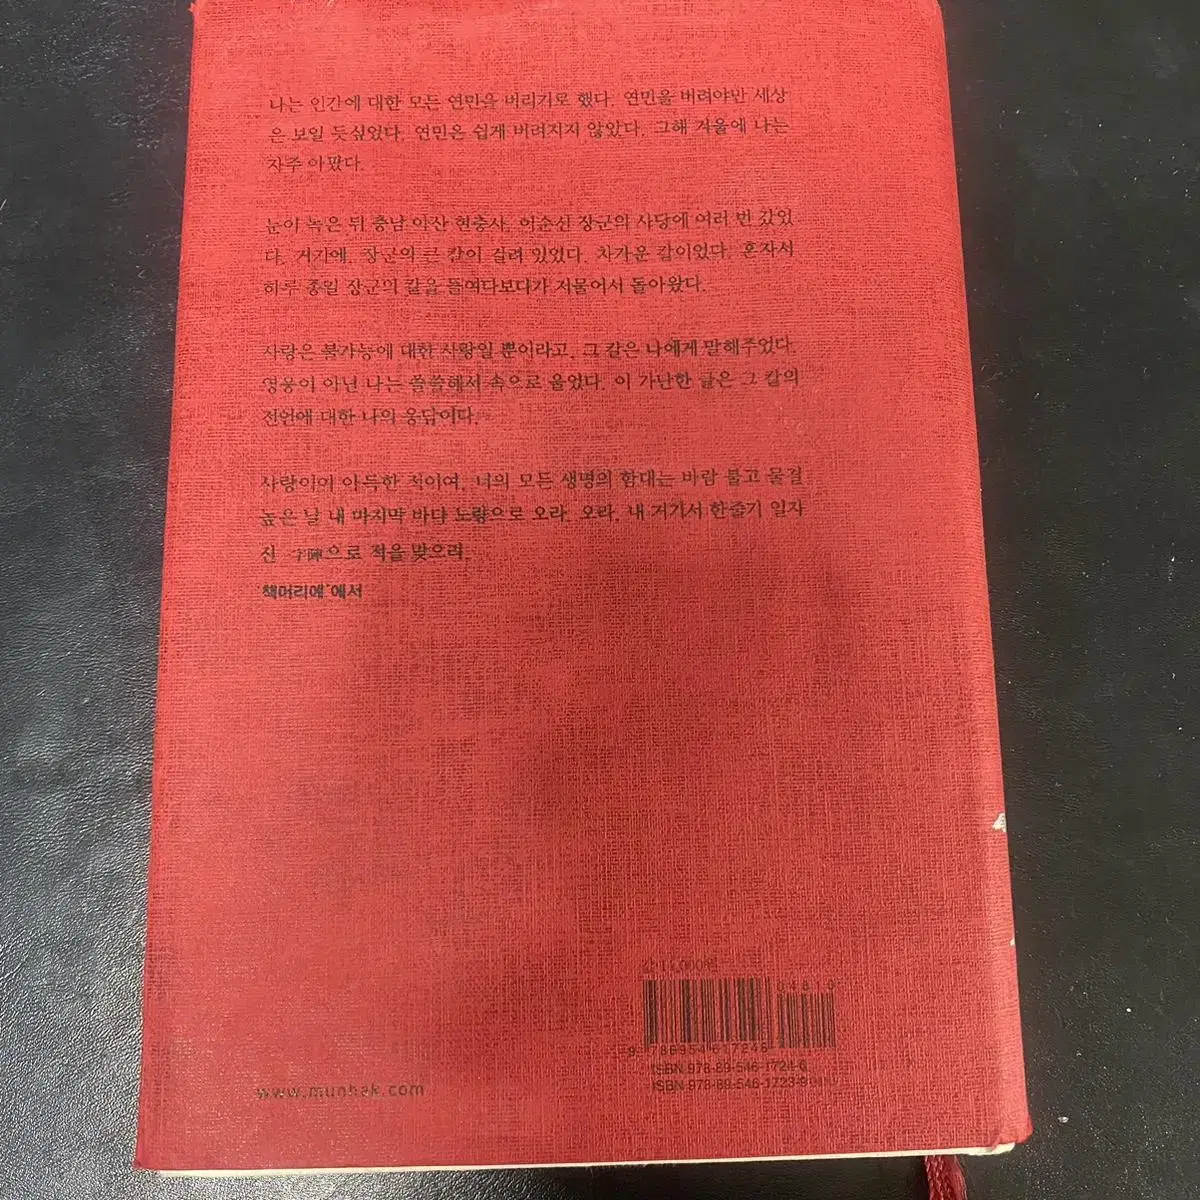 나는 인간에 대한 모든 연민을 버리기로 했다. 연민을 버려야만 세상
은 보일 듯싶었다. 연민은 쉽게 버려지지 않았다. 그해 겨울에 나는
자주 아팠다.
눈이 녹은 뒤 충남 아산 현충사, 이순신 장군의 사당에 여러 번 갔었
다. 거기에, 장군의 큰 칼이 걸려 있었다. 차가운 칼이었다. 혼자서
하루 종일 장군의 칼을 들여다보다가 저물어서 돌아왔다.
사랑은 불가능에 대한 사랑일 뿐이라고, 그 칼은 나에게 말해주었다.
영웅이 아닌 나는 쓸쓸해서 속으로 울었다. 이 가난한 글은 그 칼의
전언에 대한 나의 응답이다.
사랑이여 아득한 적이여, 너의 모든 생명의 함대는 바람 불고 물결
높은 날 내 마지막 바다 노량으로 오라. 오라, 내 거기서 한줄기 일자
진 字陣으로 적을 맞으리.
'책머리에'에서
값 11,000원
04810
9 788954 617246
ISBN 978-89-546-1724-6
ISBN 978-89-546-1723-9
www.munhak.com